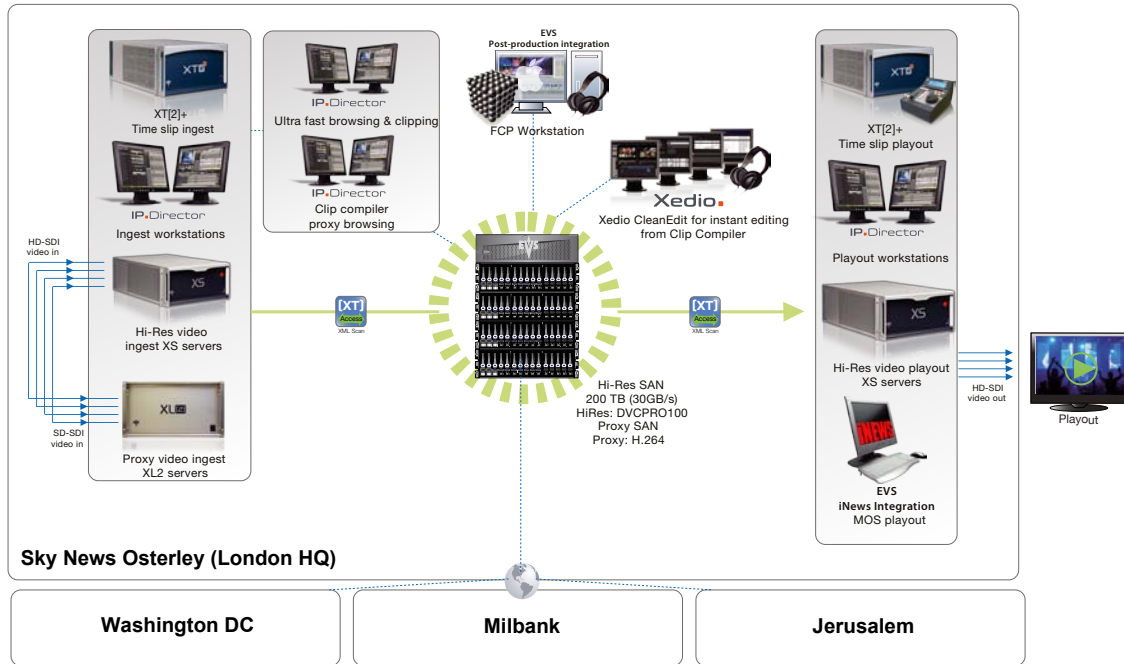 XT[2]+
Time slip ingest
IP.Director
Ingest workstations
HD-SDI
video in
XS
Hi-Res video
ingest XS servers
XL[2]
SD-SDI
video in
Proxy video ingest
XL2 servers
IP.Director
Ultra fast browsing & clipping
IP.Director
Clip compiler
proxy browsing
EVS
Post-production integration
FCP Workstation
Xedio.
Xedio CleanEdit for instant editing
from Clip Compiler
[XT]
Access
XML Scan
EVS
[XT]
Access
XML Scan
Hi-Res SAN
200 TB (30GB/s)
HiRes: DVCPRO100
Proxy SAN
Proxy: H.264
XT[2]+
Time slip playout
IP.Director
Playout workstations
XS
Hi-Res video playout
XS servers
HD-SDI
video out
Playout
iNEWS
EVS
iNews Integration
MOS playout
Sky News Osterley (London HQ)
Washington DC
Milbank
Jerusalem